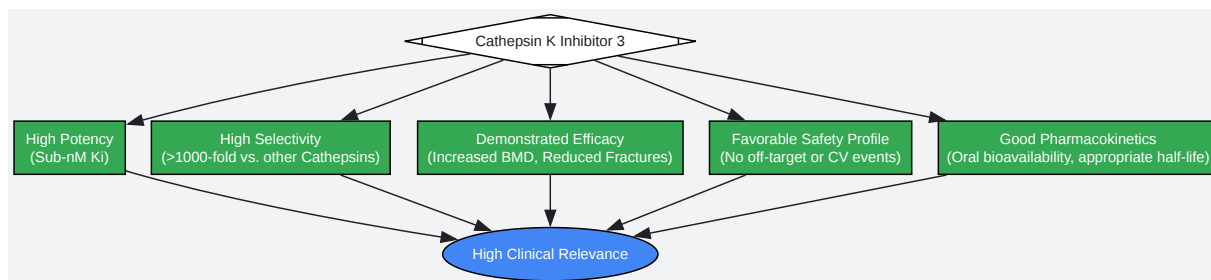 Cathepsin K Inhibitor 3
High Potency
(Sub-nM Ki)
High Selectivity
(>1000-fold vs. other Cathepsins)
Demonstrated Efficacy
(Increased BMD, Reduced Fractures)
Favorable Safety Profile
(No off-target or CV events)
Good Pharmacokinetics
(Oral bioavailability, appropriate half-life)
High Clinical Relevance